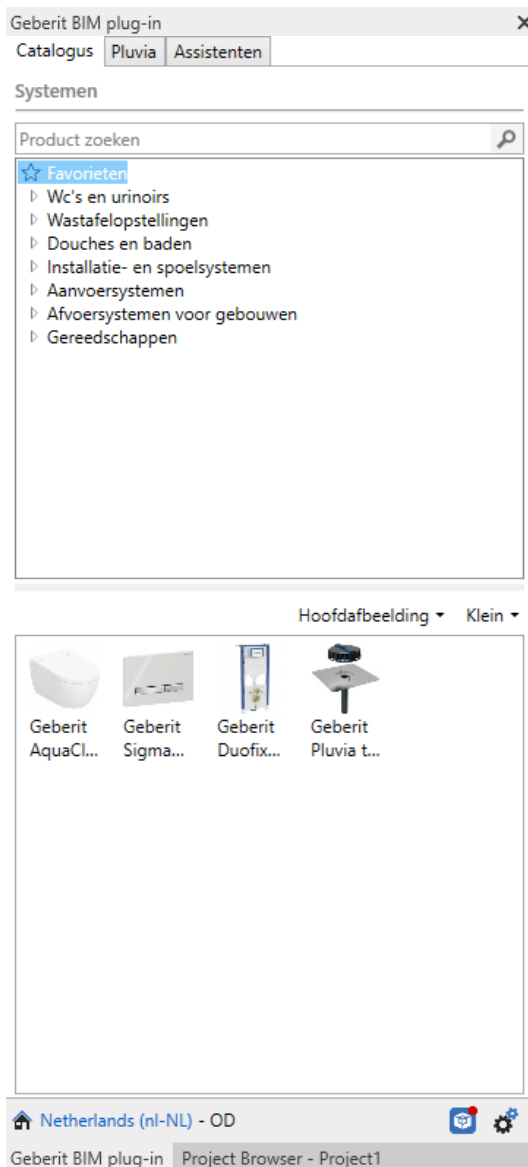 Geberit BIM plug-in
Catalogus Pluvia Assistenten
Systemen
Product zoeken
Favorieten
Wc's en urinoirs
Wastafelopstellingen
Douches en baden
Installatie- en spoelsystemen
Aanvoersystemen
Afvoersystemen voor gebouwen
Gereedschappen
Hoofdafbeelding Klein
Geberit AquaCl...
Geberit Sigma...
Geberit Duofix...
Geberit Pluvia t...
Netherlands (nl-NL) - OD
Geberit BIM plug-in Project Browser - Project1